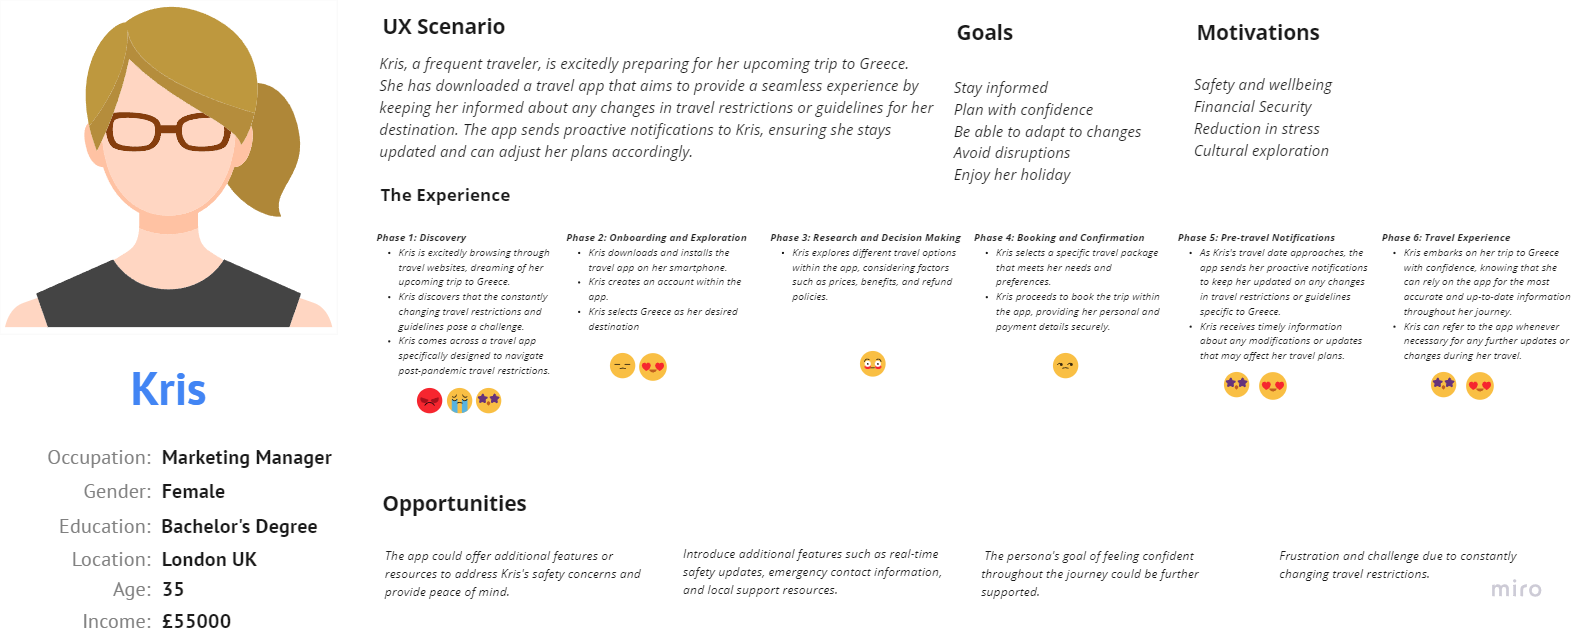 UX Scenario
Kris, a frequent traveler, is excitedly preparing for her upcoming trip to Greece.
She has downloaded a travel app that aims to provide a seamless experience by
keeping her informed about any changes in travel restrictions or guidelines for her
destination. The app sends proactive notifications to Kris, ensuring she stays
updated and can adjust her plans accordingly.
Goals
Stay informed
Plan with confidence
Be able to adapt to changes
Avoid disruptions
Enjoy her holiday
Motivations
Safety and wellbeing
Financial Security
Reduction in stress
Cultural exploration
The Experience
Phase 1: Discovery
• Kris is excitedly browsing through
travel websites, dreaming of her
upcoming trip to Greece.
• Kris discovers that the constantly
changing travel restrictions and
guidelines pose a challenge.
• Kris comes across a travel app
specifically designed to navigate
post-pandemic travel restrictions.
Phase 2: Onboarding and Exploration
• Kris downloads and installs the
travel app on her smartphone.
• Kris creates an account within the
app.
• Kris selects Greece as her desired
destination
Phase 3: Research and Decision Making
• Kris explores different travel options
within the app, considering factors
such as prices, benefits, and refund
policies.
Phase 4: Booking and Confirmation
• Kris selects a specific travel package
that meets her needs and
preferences.
• Kris proceeds to book the trip within
the app, providing her personal and
payment details securely.
Phase 5: Pre-travel Notifications
• As Kris's travel date approaches, the
app sends her proactive notifications
to keep her updated on any changes
in travel restrictions or guidelines
specific to Greece.
• Kris receives timely information
about any modifications or updates
that may affect her travel plans.
Phase 6: Travel Experience
• Kris embarks on her trip to Greece
with confidence, knowing that she
can rely on the app for the most
accurate and up-to-date information
throughout her journey.
• Kris can refer to the app whenever
necessary for any further updates or
changes during her travel.
Kris
Occupation: Marketing Manager
Gender: Female
Education: Bachelor's Degree
Location: London UK
Age: 35
Income: £55000
Opportunities
The app could offer additional features or
resources to address Kris's safety concerns and
provide peace of mind.
Introduce additional features such as real-time
safety updates, emergency contact information,
and local support resources.
The persona's goal of feeling confident
throughout the journey could be further
supported.
Frustration and challenge due to constantly
changing travel restrictions.
miro